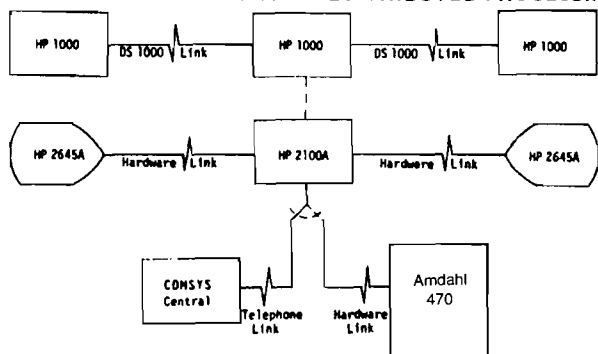 HP 1000
DS 1000 Link
HP 1000
DS 1000 Link
HP 1000
HP 2645A
Hardware Link
HP 2100A
Hardware Link
HP 2645A
COMSYS
Central
Telephone
Link
Hardware
Link
Amdahl
470